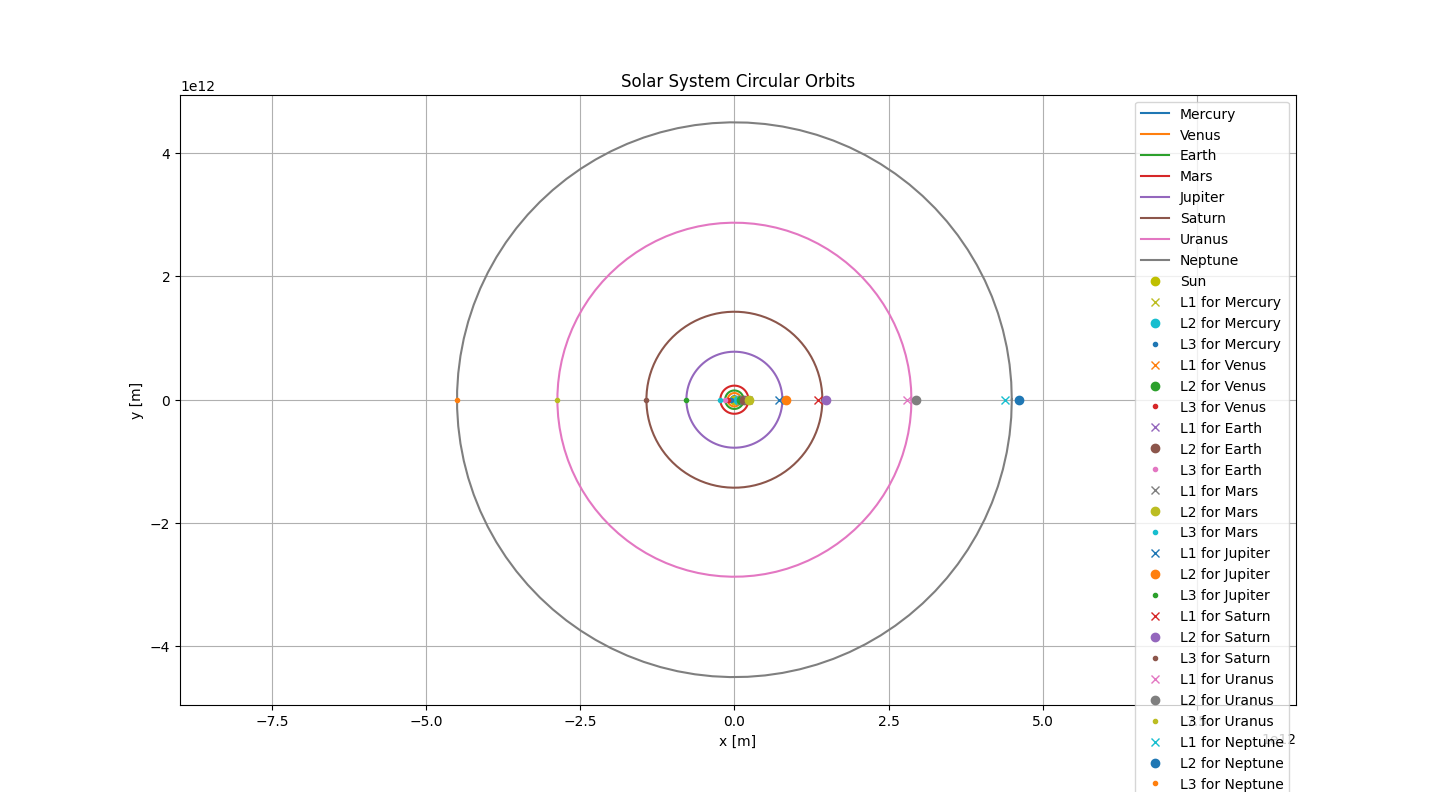 Solar System Circular Orbits
1e12
4
2
0
−2
−4
y [m]
−7.5
−5.0
−2.5
0.0
2.5
5.0
x [m]
Mercury
Venus
Earth
Mars
Jupiter
Saturn
Uranus
Neptune
Sun
L1 for Mercury
L2 for Mercury
L3 for Mercury
L1 for Venus
L2 for Venus
L3 for Venus
L1 for Earth
L2 for Earth
L3 for Earth
L1 for Mars
L2 for Mars
L3 for Mars
L1 for Jupiter
L2 for Jupiter
L3 for Jupiter
L1 for Saturn
L2 for Saturn
L3 for Saturn
L1 for Uranus
L2 for Uranus
L3 for Uranus
L1 for Neptune
L2 for Neptune
L3 for Neptune